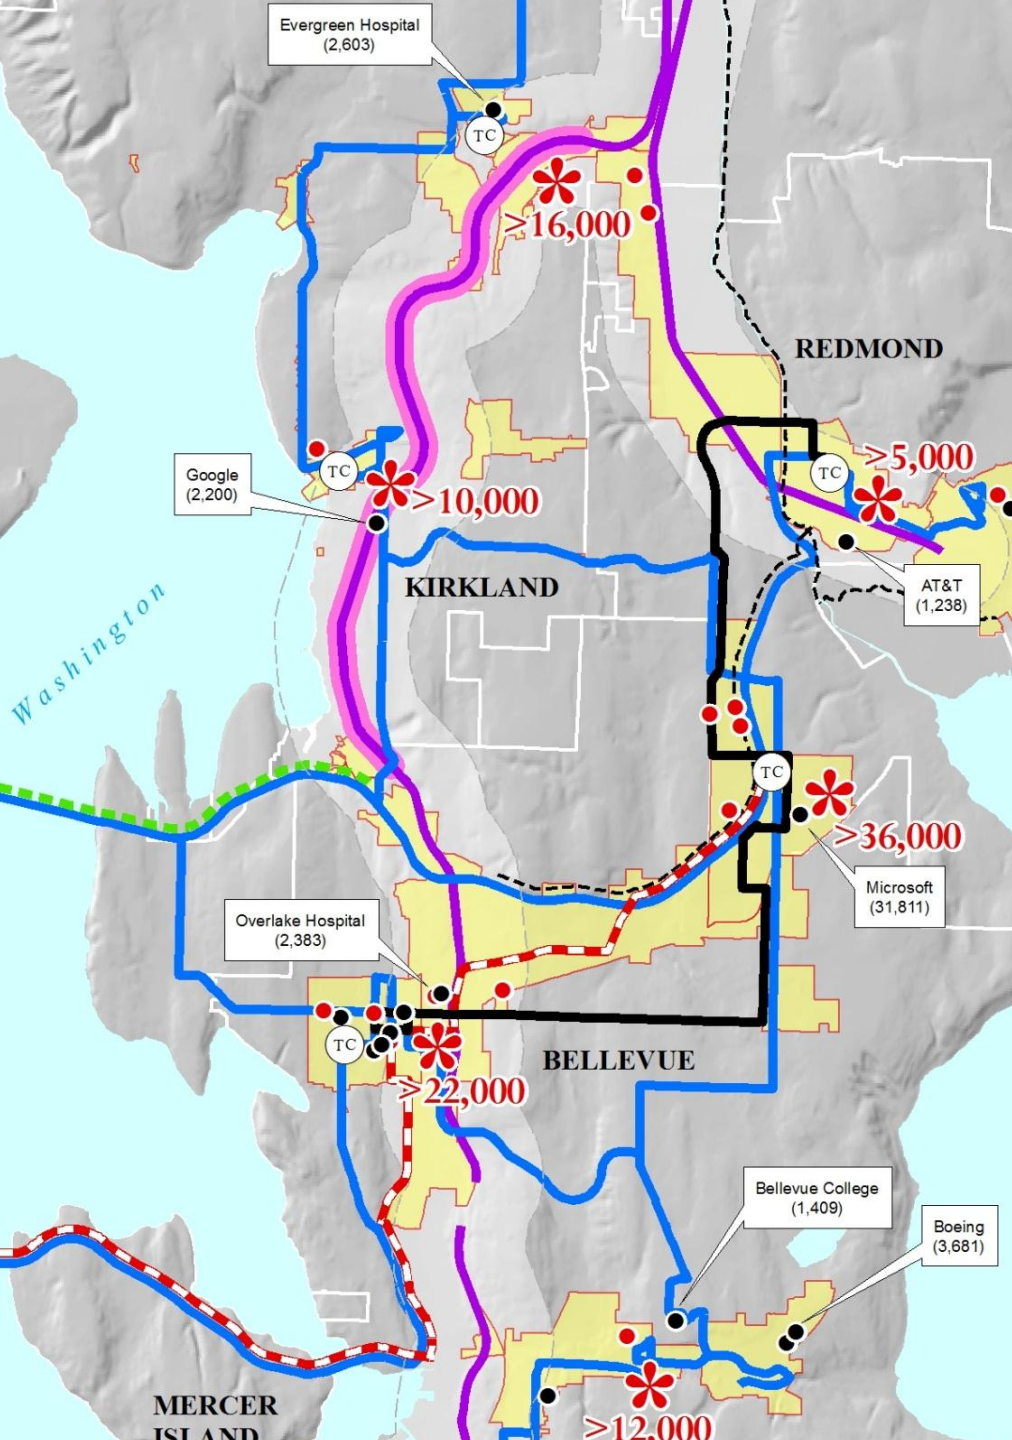 Evergreen Hospital
(2,603)
TC
>16,000
REDMOND
TC
>5,000
TC
Google
(2,200)
>10,000
AT&T
(1,238)
KIRKLAND
Washington
TC
>36,000
Microsoft
(31,811)
Overlake Hospital
(2,383)
TC
BELLEVUE
>22,000
Bellevue College
(1,409)
Boeing
(3,681)
MERCER
ISLAND
>12,000